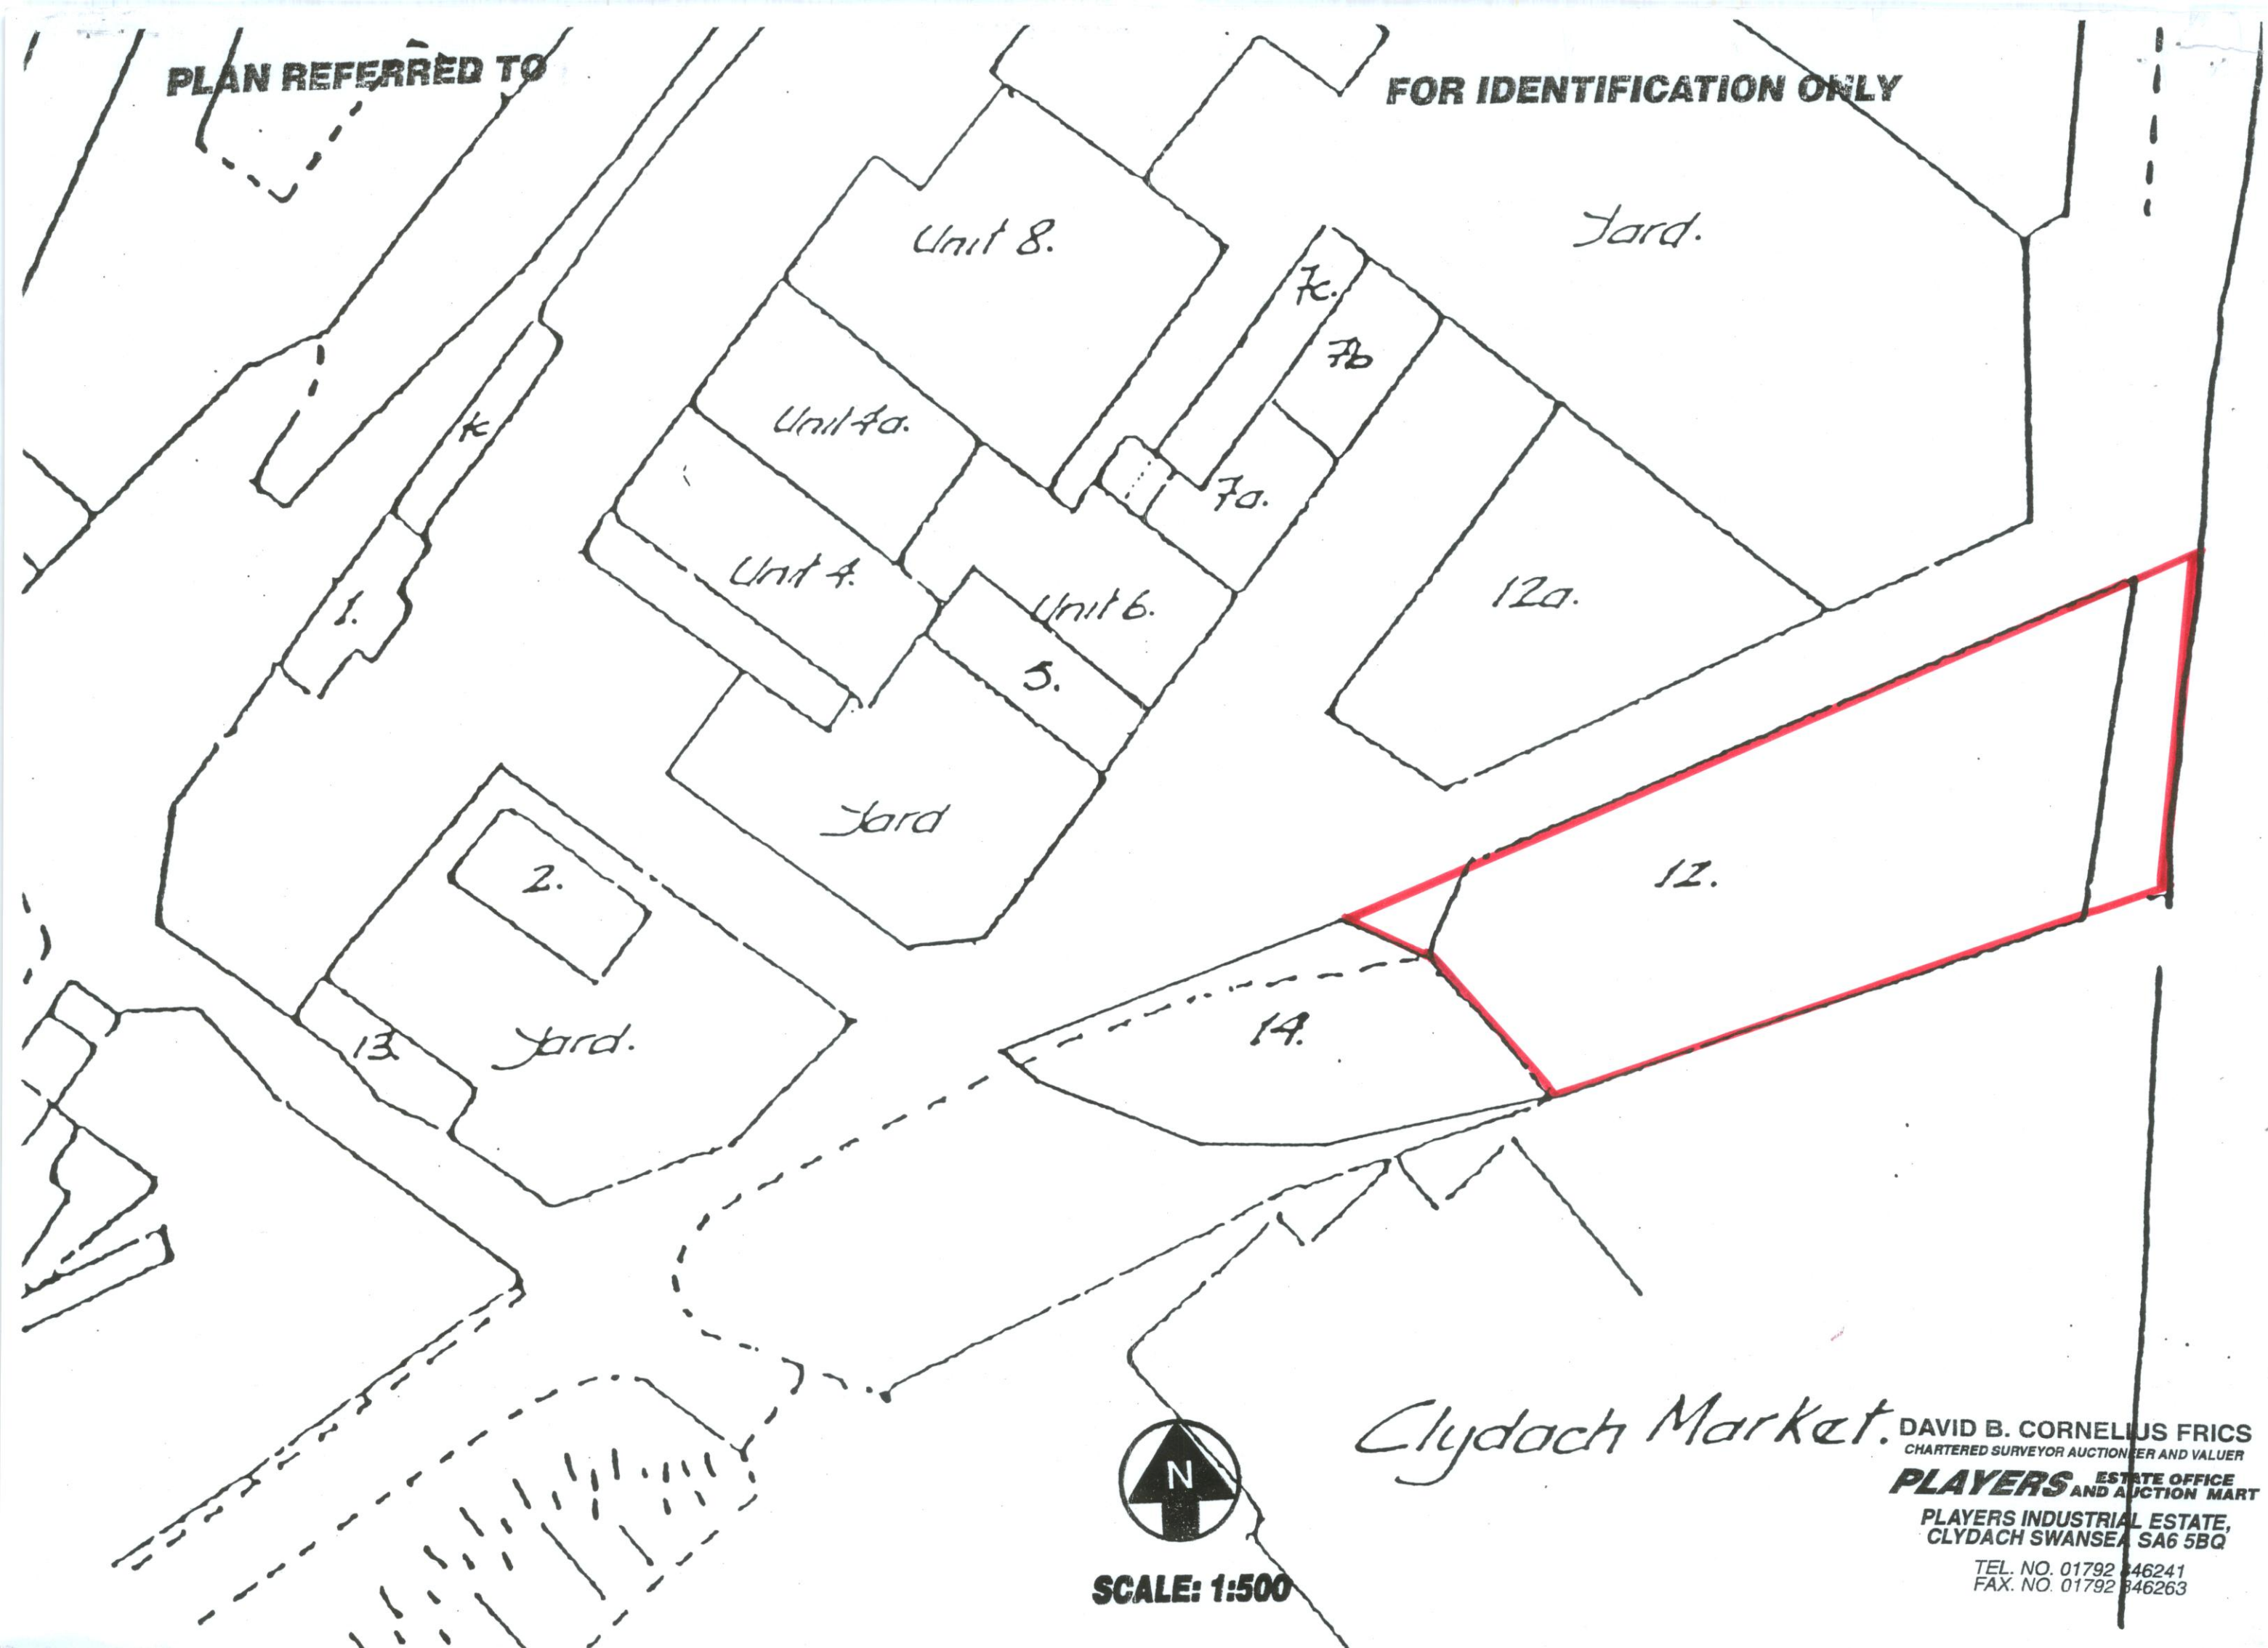 PLAN REFERRED TO
FOR IDENTIFICATION ONLY
Unit 8.
Yard.
7c.
7b
Unit 4a.
7a.
Unit 4.
Unit 6.
12a.
1.
5.
Yard
2.
12.
13.
Yard.
14.
Clydach Market.
N
SCALE: 1:500
DAVID B. CORNELIUS FRICS
CHARTERED SURVEYOR AUCTIONEER AND VALUER
PLAYERS ESTATE OFFICE AND AUCTION MART
PLAYERS INDUSTRIAL ESTATE,
CLYDACH SWANSEA SA6 5BQ
TEL. NO. 01792 846241
FAX. NO. 01792 846263